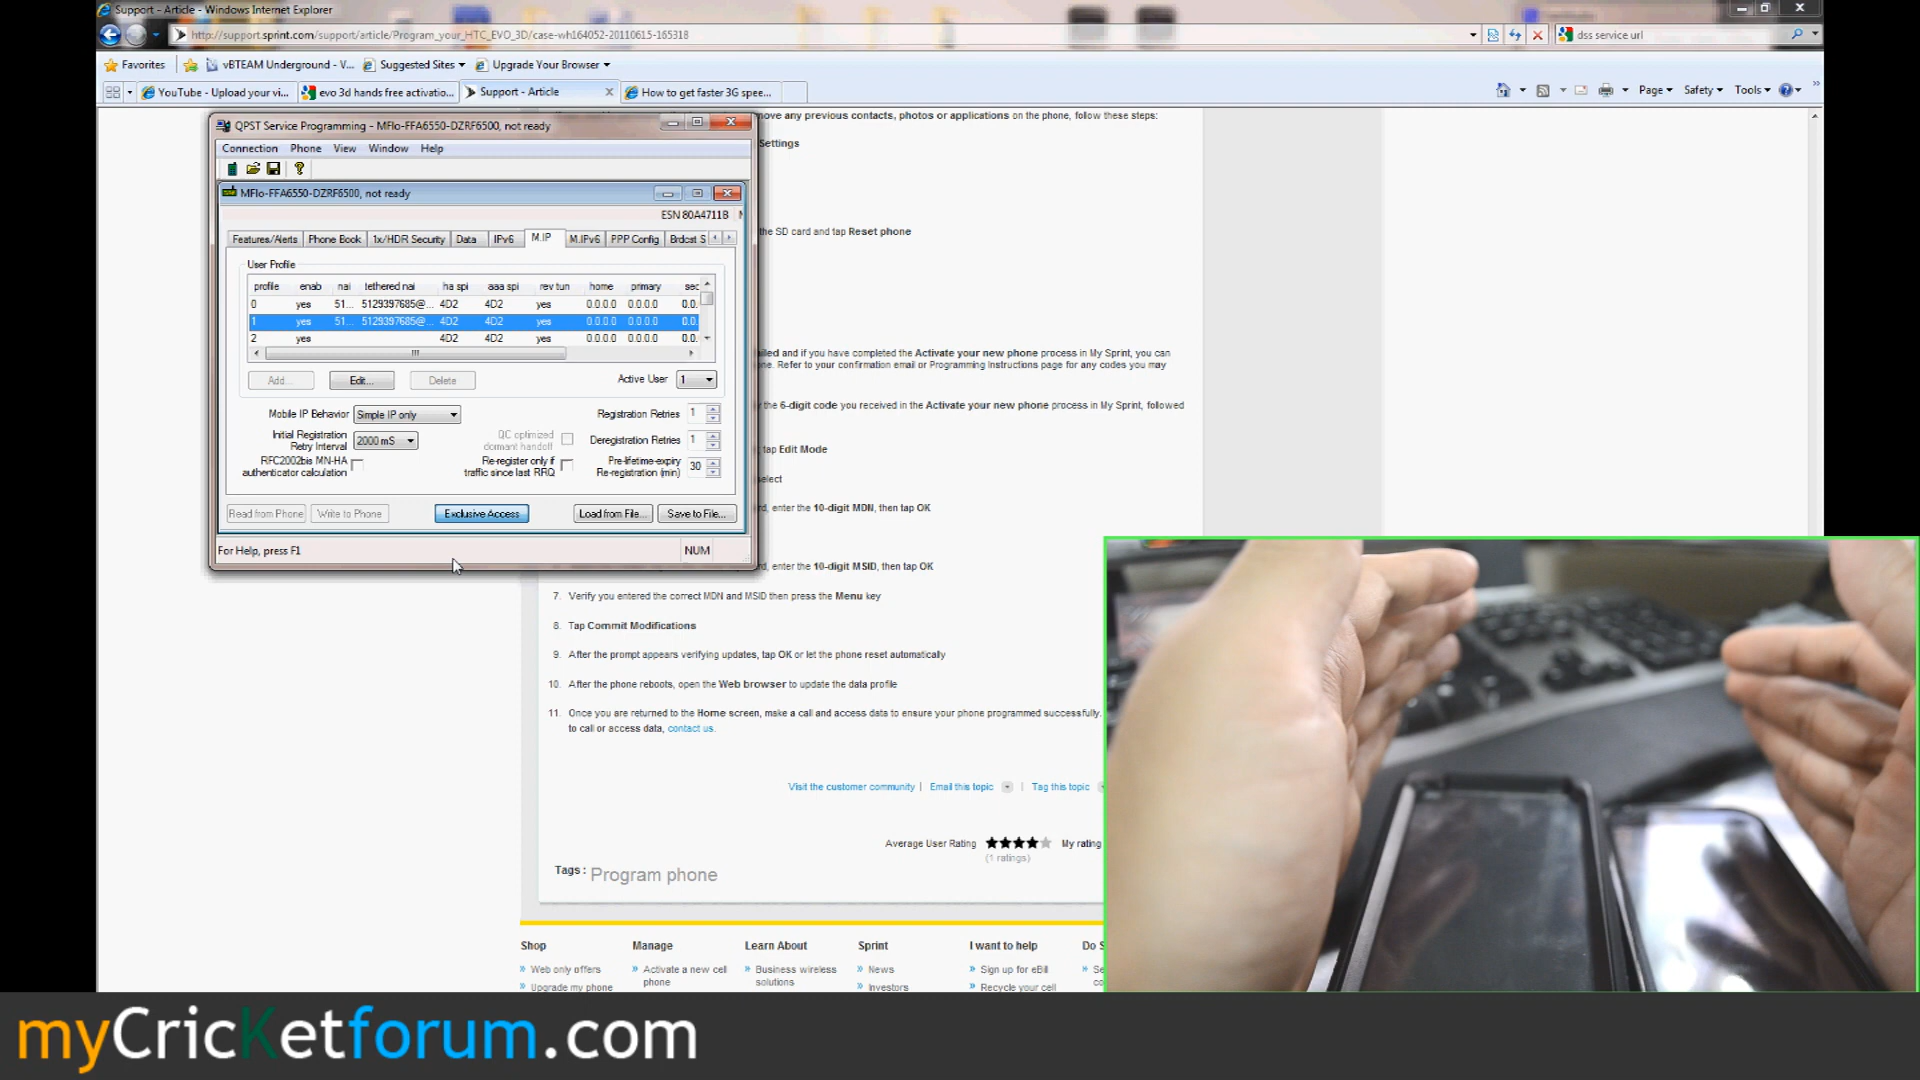 Support - Article - Windows Internet Explorer
http://support.sprint.com/support/article/Program_your_HTC_EVO_3D/case-wh164052-20110615-165318
dss service url
Favorites
vBTEAM Underground - V...
Suggested Sites
Upgrade Your Browser
YouTube - Upload your vi...
evo 3d hands free activatio...
Support - Article
How to get faster 3G spee...
Page
Safety
Tools
QPST Service Programming - MFlo-FFA6550-DZRF6500, not ready
Connection Phone View Window Help
MFlo-FFA6550-DZRF6500, not ready
ESN 80A4711B
Features/Alerts Phone Book 1x/HDR Security Data IPv6 M.IP M.IPv6 PPP Config Brdcst S
User Profile
profile enab nai tethered nai ha spi aaa spi rev tun home primary sec
0 yes 51... 5129397685@... 4D2 4D2 yes 0.0.0.0 0.0.0.0 0.0.
1 yes 51... 5129397685@... 4D2 4D2 yes 0.0.0.0 0.0.0.0 0.0.
2 yes 4D2 4D2 yes 0.0.0.0 0.0.0.0 0.0.
Add... Edit... Delete Active User 1
Mobile IP Behavior Simple IP only Registration Retries 1
Initial Registration Retry Interval 2000 mS QC optimized dormant handoff Deregistration Retries 1
RFC2002bis MN-HA authenticator calculation Re-register only if traffic since last RRQ Pre-lifetime-expiry Re-registration (min) 30
Read from Phone Write to Phone Exclusive Access Load from File... Save to File...
For Help, press F1 NUM
move any previous contacts, photos or applications on the phone, follow these steps:
Settings
the SD card and tap Reset phone
ailed and if you have completed the Activate your new phone process in My Sprint, you can
one. Refer to your confirmation email or Programming Instructions page for any codes you may
y the 6-digit code you received in the Activate your new phone process in My Sprint, followed
tap Edit Mode
select
rd, enter the 10-digit MDN, then tap OK
rd, enter the 10-digit MSID, then tap OK
7. Verify you entered the correct MDN and MSID then press the Menu key
8. Tap Commit Modifications
9. After the prompt appears verifying updates, tap OK or let the phone reset automatically
10. After the phone reboots, open the Web browser to update the data profile
11. Once you are returned to the Home screen, make a call and access data to ensure your phone programmed successfully.
to call or access data, contact us.
Visit the customer community | Email this topic | Tag this topic
Average User Rating My rating
(1 ratings)
Tags : Program phone
Shop Manage Learn About Sprint I want to help Do S
» Web only offers » Activate a new cell phone » Business wireless solutions » News » Sign up for eBill » Se
» Upgrade my phone » Investors » Recycle your cell
myCricKetforum.com